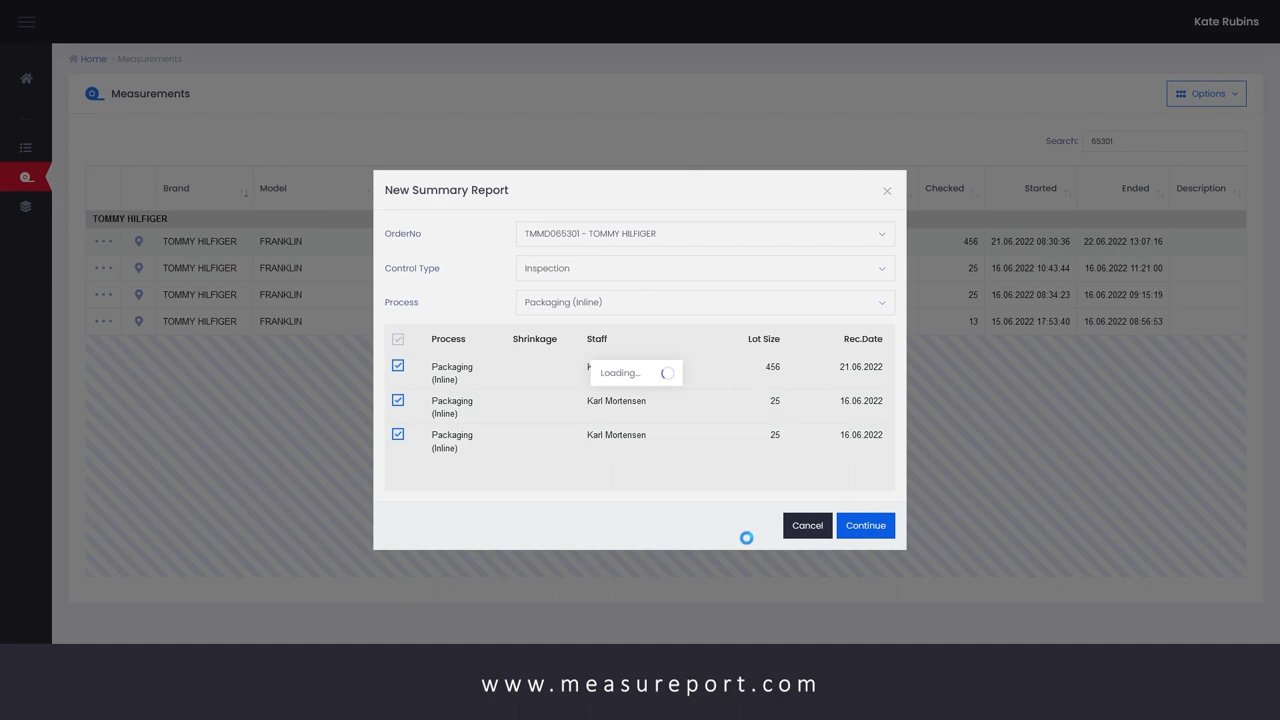 Kate Rubins
Home - Measurements
Measurements
Options
Search: 65301
Brand Model Checked Started Ended Description
TOMMY HILFIGER
TOMMY HILFIGER FRANKLIN 456 21.06.2022 08:30:36 22.06.2022 13:07:16
TOMMY HILFIGER FRANKLIN 25 16.06.2022 10:43:44 16.06.2022 11:21:00
TOMMY HILFIGER FRANKLIN 25 16.06.2022 08:34:23 16.06.2022 09:15:19
TOMMY HILFIGER FRANKLIN 13 15.06.2022 17:53:40 16.06.2022 08:56:53
New Summary Report
OrderNo TMMD065301 - TOMMY HILFIGER
Control Type Inspection
Process Packaging (Inline)
Process Shrinkage Staff Lot Size Rec.Date
Packaging (Inline) 456 21.06.2022
Loading...
Packaging (Inline) Karl Mortensen 25 16.06.2022
Packaging (Inline) Karl Mortensen 25 16.06.2022
Cancel Continue
www.measureport.com